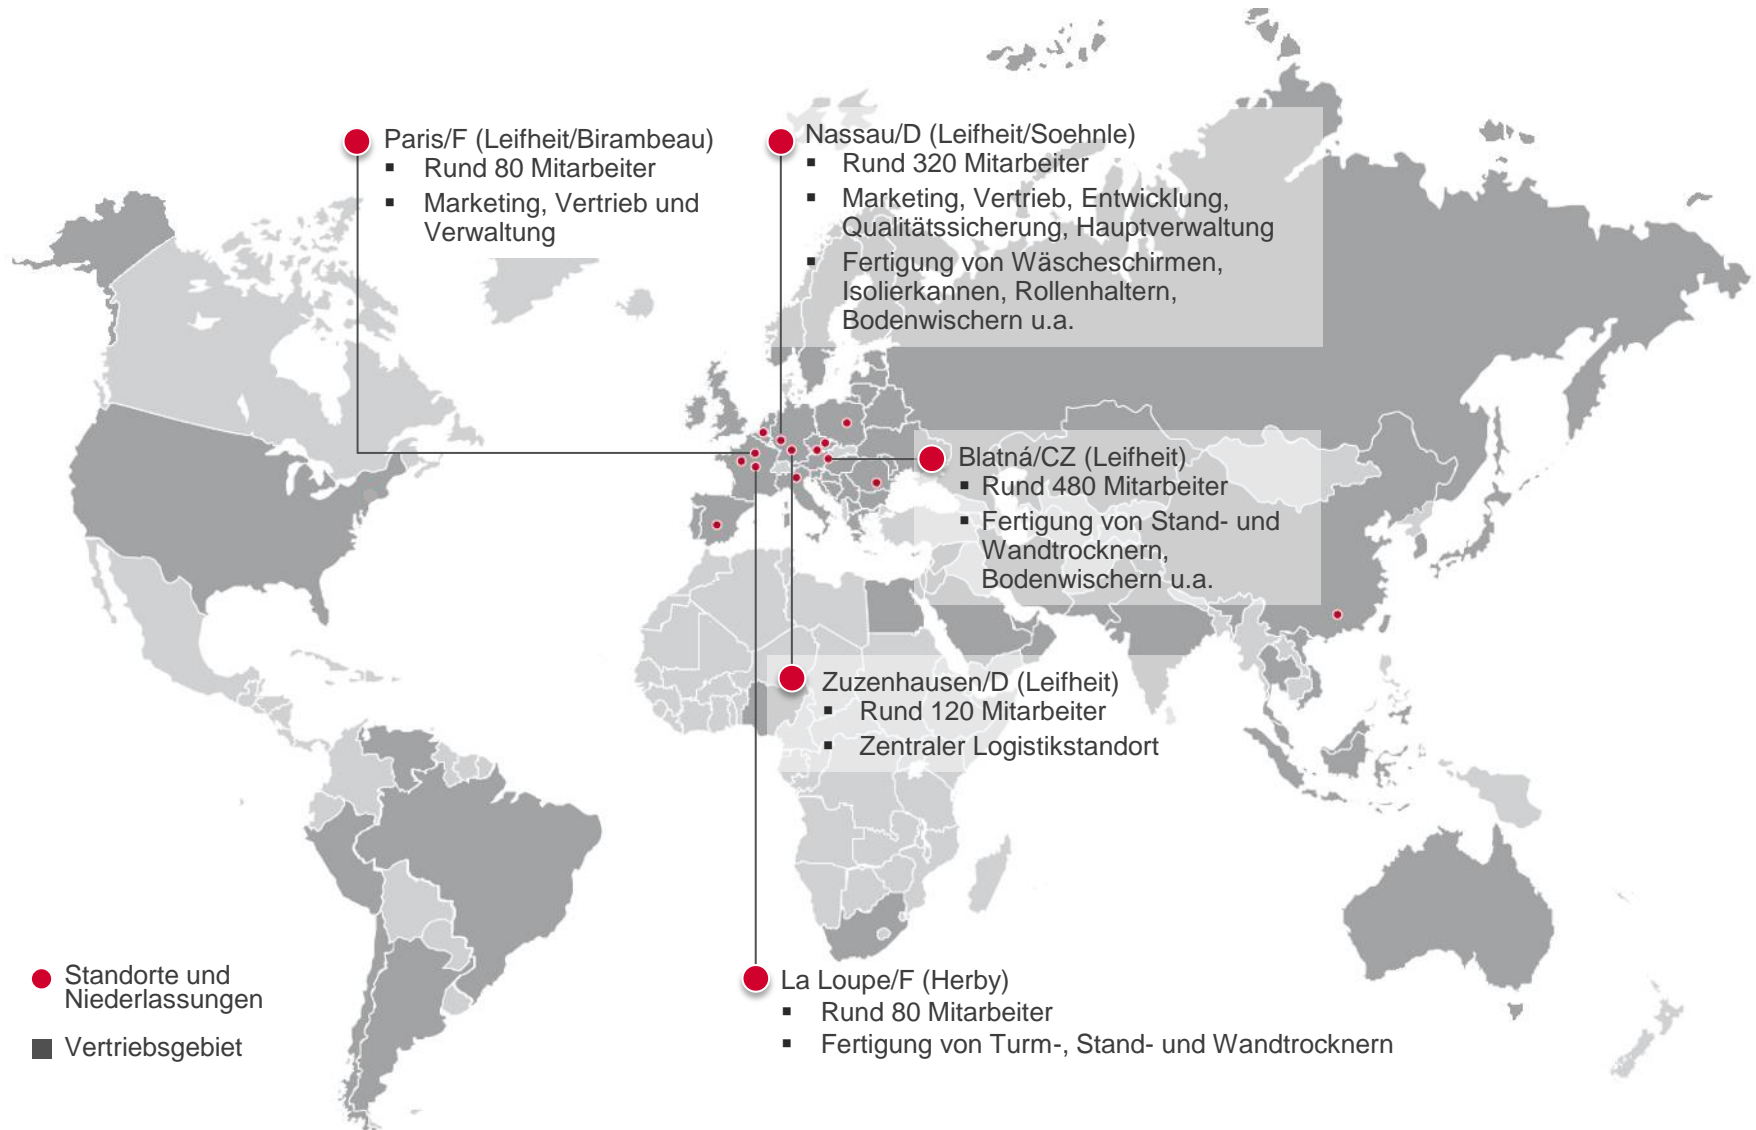 Paris/F (Leifheit/Birambeau)
▪ Rund 80 Mitarbeiter
▪ Marketing, Vertrieb und
Verwaltung
Nassau/D (Leifheit/Soehnle)
▪ Rund 320 Mitarbeiter
▪ Marketing, Vertrieb, Entwicklung,
Qualitätssicherung, Hauptverwaltung
▪ Fertigung von Wäscheschirmen,
Isolierkannen, Rollenhaltern,
Bodenwischern u.a.
Blatná/CZ (Leifheit)
▪ Rund 480 Mitarbeiter
▪ Fertigung von Stand- und
Wandtrocknern,
Bodenwischern u.a.
Zuzenhausen/D (Leifheit)
▪ Rund 120 Mitarbeiter
▪ Zentraler Logistikstandort
La Loupe/F (Herby)
▪ Rund 80 Mitarbeiter
▪ Fertigung von Turm-, Stand- und Wandtrocknern
Standorte und
Niederlassungen
Vertriebsgebiet